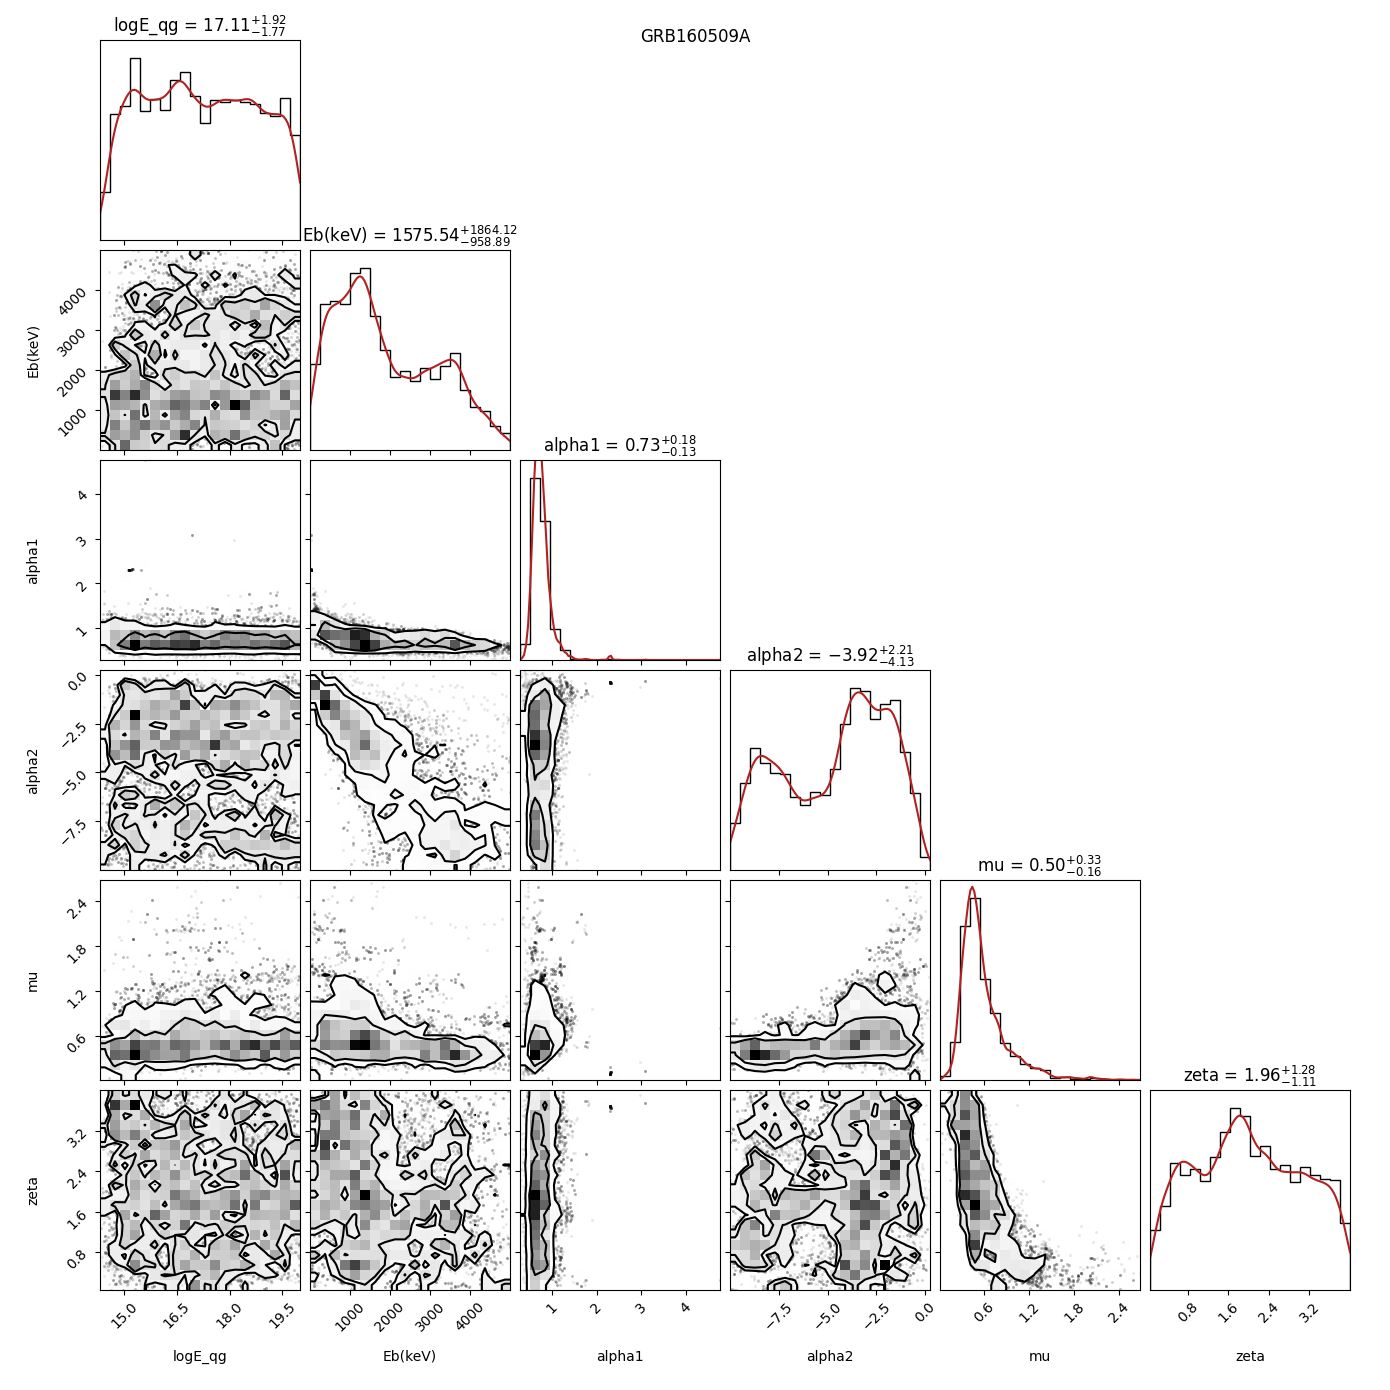 GRB160509A
logE_qg = 17.11+1.92−1.77
Eb(keV) = 1575.54+1864.12−958.89
Eb(keV)
4000
3000
2000
1000
alpha1 = 0.73+0.18−0.13
alpha1
4
3
2
1
alpha2 = −3.92+2.21−4.13
alpha2
0.0
−2.5
−5.0
−7.5
mu = 0.50+0.33−0.16
mu
2.4
1.8
1.2
0.6
zeta = 1.96+1.28−1.11
zeta
3.2
2.4
1.6
0.8
15.0 16.5 18.0 19.5 1000 2000 3000 4000 1 2 3 4 −7.5 −5.0 −2.5 0.0 0.6 1.2 1.8 2.4 0.8 1.6 2.4 3.2
logE_qg Eb(keV) alpha1 alpha2 mu zeta